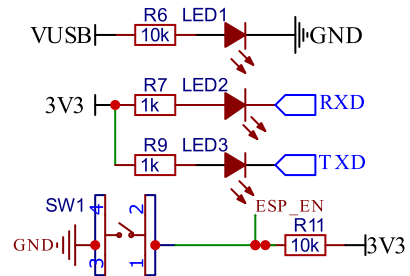 R6 LED1
VUSB 10k GND
R7 LED2
3V3 1k RXD
R9 LED3
1k TXD
SW1 4 2 ESP_EN
R11
GND 3 1 10k 3V3